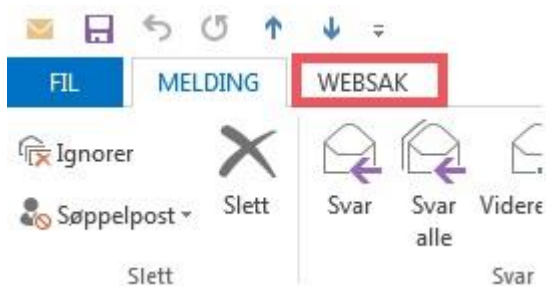 FIL MELDING WEBSAK
Ignorer
Søppelpost
Slett
Svar
Svar
alle
Videre
Slett
Svar